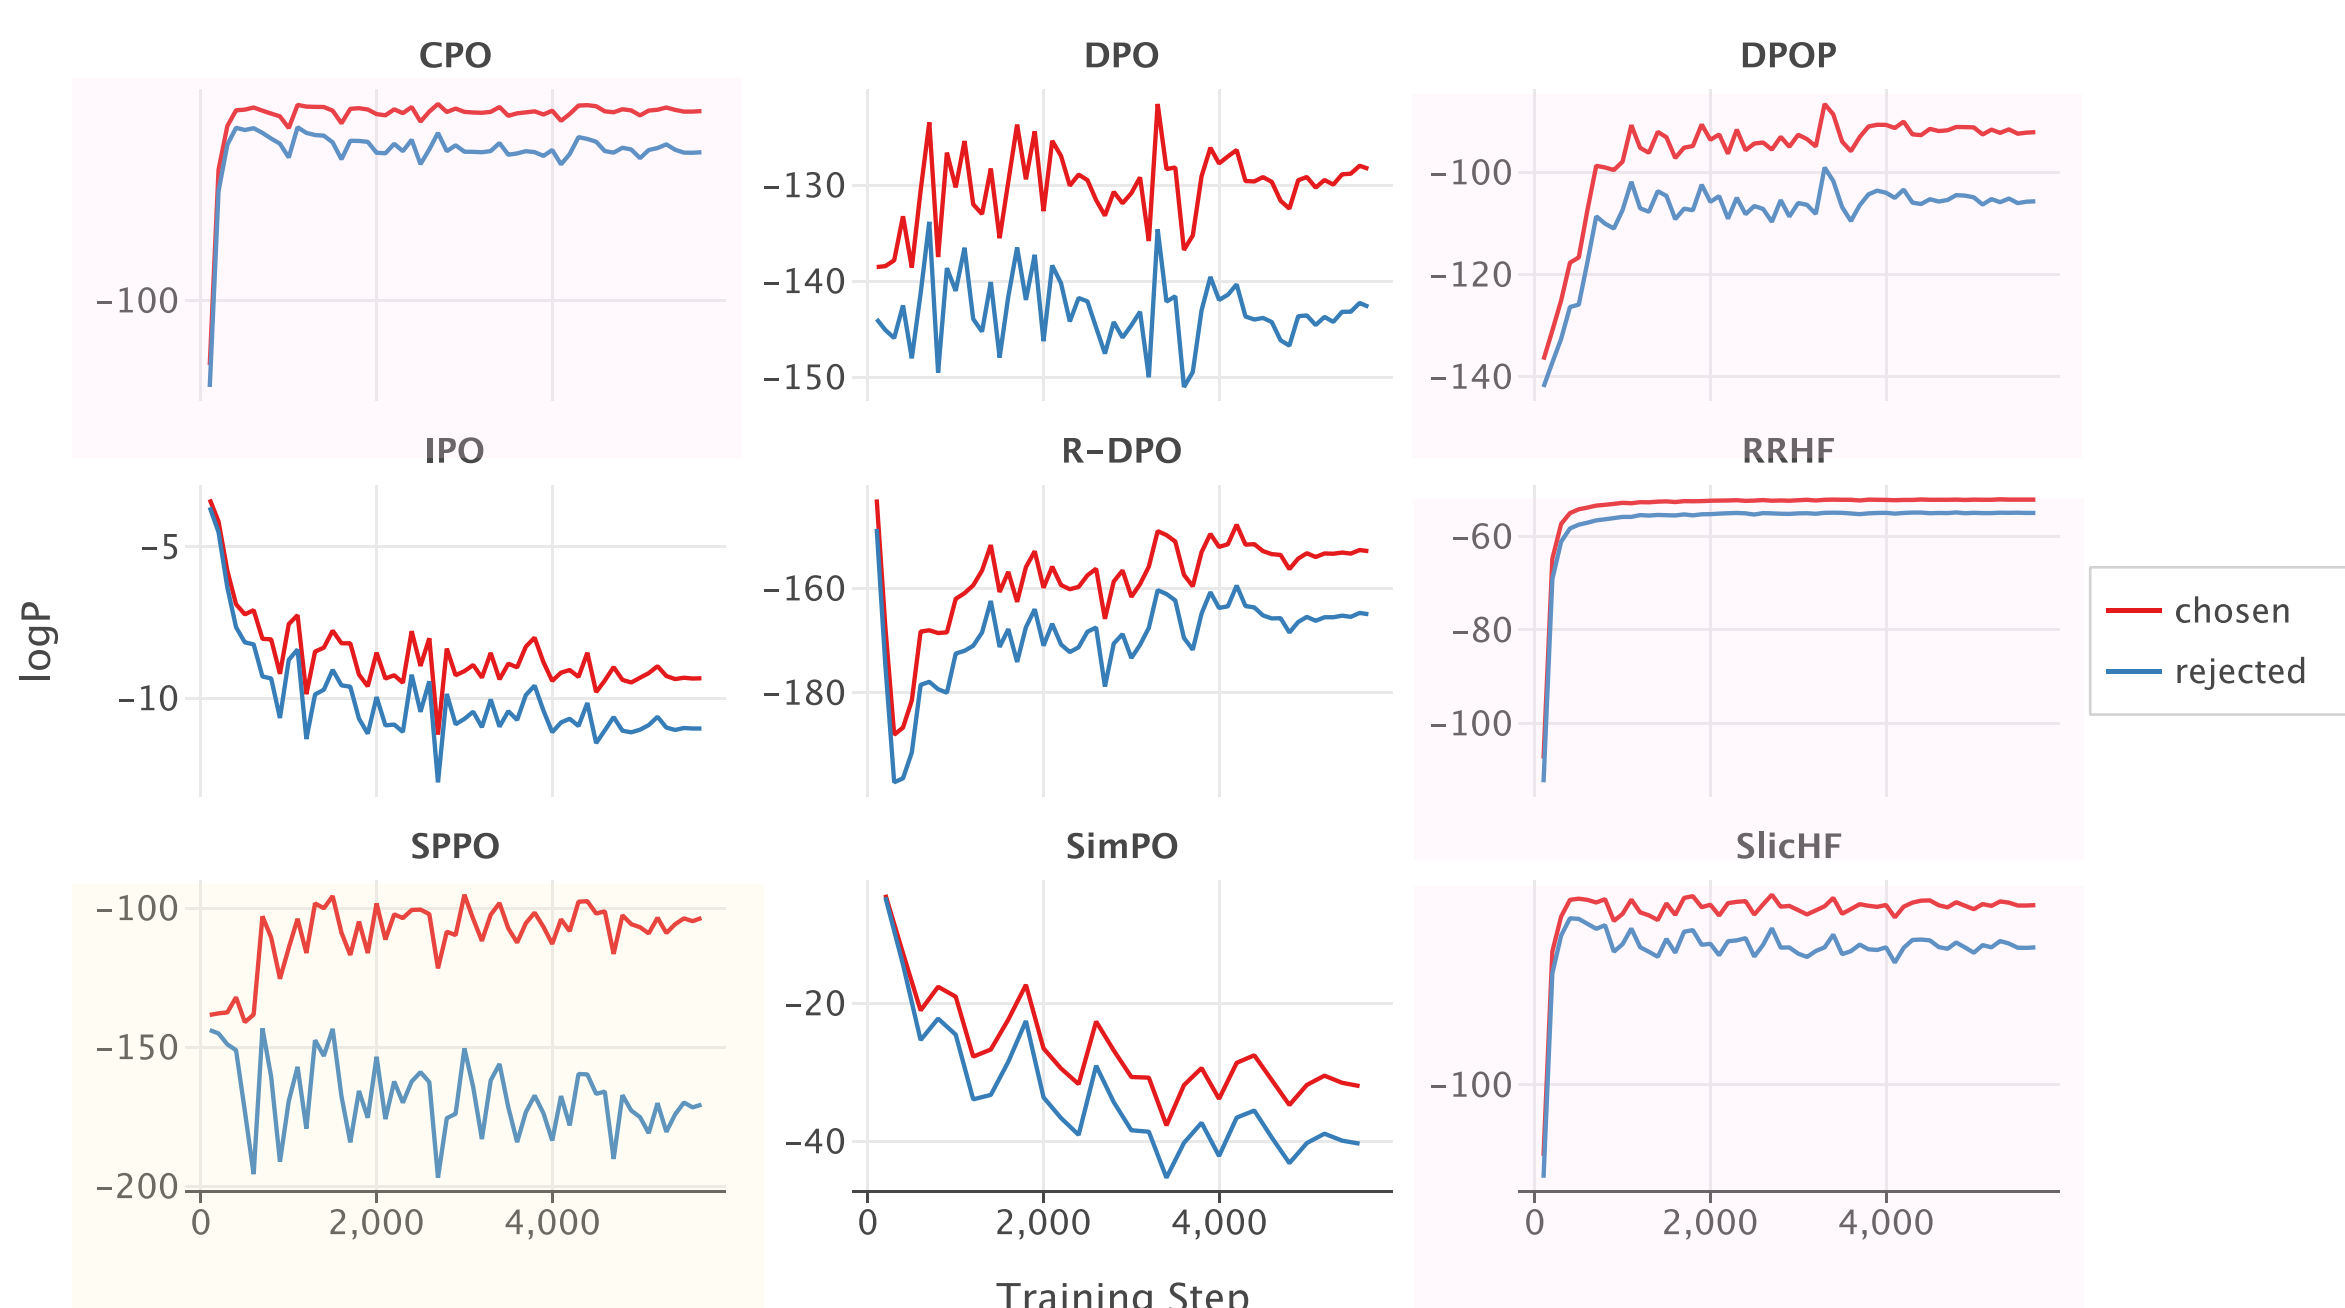 CPO
DPO
DPOP
−100
−130
−140
−150
−100
−120
−140
IPO
R−DPO
RRHF
−5
−10
−160
−180
−60
−80
−100
logP
chosen
rejected
SPPO
SimPO
SlicHF
−100
−150
−200
−20
−40
−100
0 2,000 4,000
0 2,000 4,000
0 2,000 4,000
Training Step